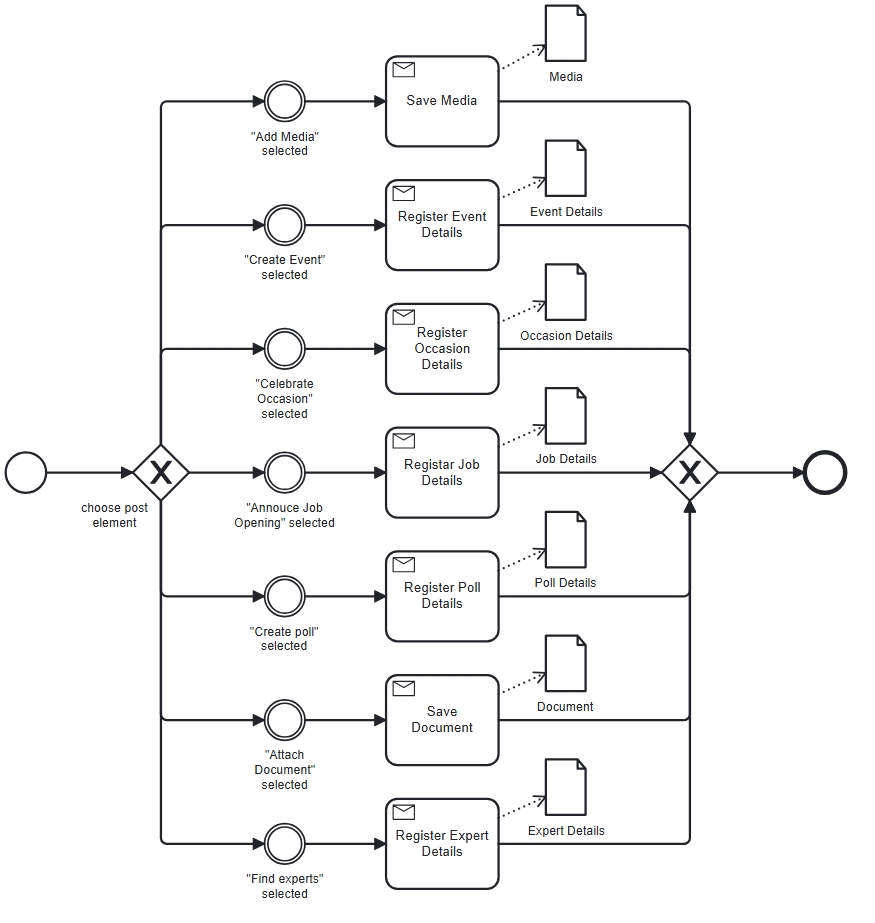 Media
Save Media
"Add Media"
selected
Event Details
Register Event
Details
"Create Event"
selected
Occasion Details
Register
Occasion
Details
"Celebrate
Occasion"
selected
Job Details
Registar Job
Details
choose post
element
"Annouce Job
Opening" selected
Poll Details
Register Poll
Details
"Create poll"
selected
Document
Save
Document
"Attach
Document"
selected
Expert Details
Register Expert
Details
"Find experts"
selected